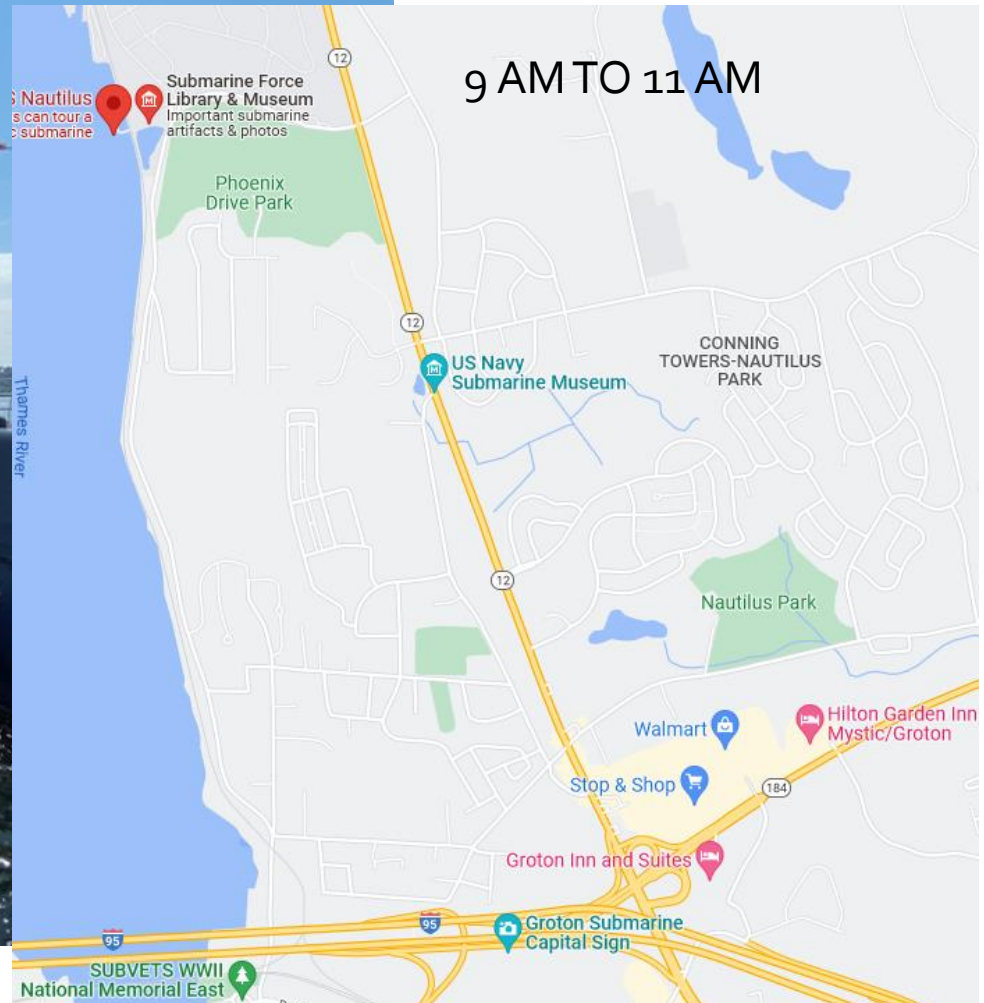 9 AM TO 11 AM
12
S Nautilus
s can tour a
c submarine
Submarine Force
Library & Museum
Important submarine
artifacts & photos
Phoenix
Drive Park
12
US Navy
Submarine Museum
CONNING
TOWERS-NAUTILUS
PARK
Thames River
12
Nautilus Park
Walmart
Hilton Garden Inn
Mystic/Groton
Stop & Shop
184
Groton Inn and Suites
95
95
Groton Submarine
Capital Sign
SUBVETS WWII
National Memorial East